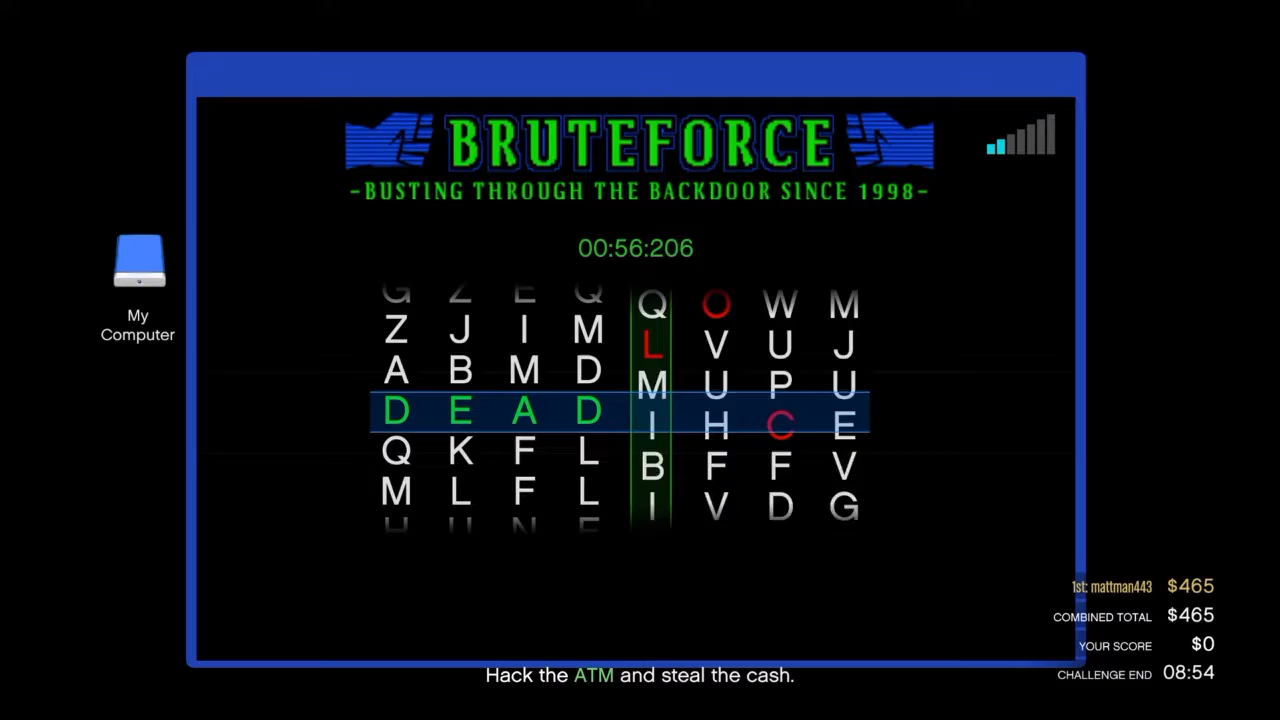 BRUTEFORCE
-BUSTING THROUGH THE BACKDOOR SINCE 1998-
00:56:206
My
Computer
G Z E Q Q O W M
Z J I M L V U J
A B M D M U P U
D E A D I H C E
Q K F L B F F V
M L F L I V D G
H U N
1st: mattman443 $465
COMBINED TOTAL $465
YOUR SCORE $0
CHALLENGE END 08:54
Hack the ATM and steal the cash.